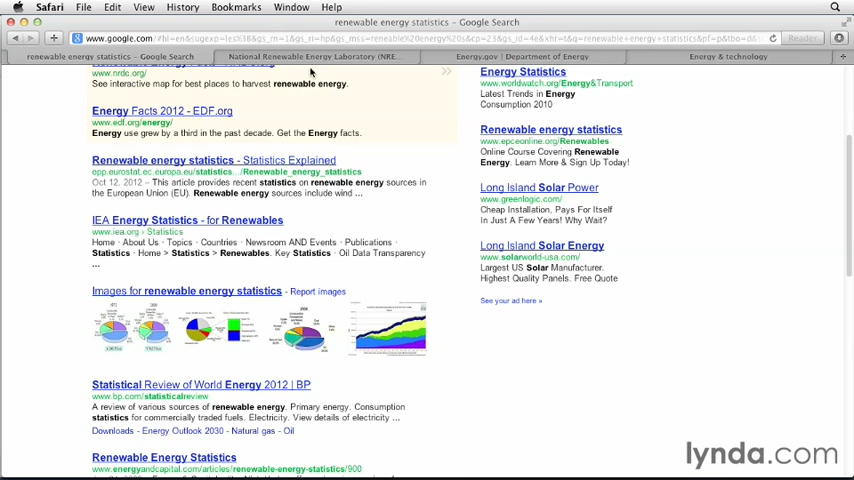 Safari File Edit View History Bookmarks Window Help
renewable energy statistics – Google Search
Reader
renewable energy statistics – Google Search
National Renewable Energy Laboratory (NRE...
Energy.gov | Department of Energy
Energy & technology
www.nrdc.org/
See interactive map for best places to harvest renewable energy.
Energy Facts 2012 - EDF.org
www.edf.org/energy/
Energy use grew by a third in the past decade. Get the Energy facts.
Renewable energy statistics - Statistics Explained
epp.eurostat.ec.europa.eu/statistics.../Renewable_energy_statistics
Oct 12, 2012 – This article provides recent statistics on renewable energy sources in
the European Union (EU). Renewable energy sources include wind ...
IEA Energy Statistics - for Renewables
www.iea.org › Statistics
Home · About Us · Topics · Countries · Newsroom AND Events · Publications ·
Statistics · Home > Statistics > Renewables. Key Statistics · Oil Data Transparency
...
Images for renewable energy statistics - Report images
Statistical Review of World Energy 2012 | BP
www.bp.com/statisticalreview
A review of various sources of renewable energy. Primary energy. Consumption
statistics for commercially traded fuels. Electricity. View details of electricity ...
Downloads - Energy Outlook 2030 - Natural gas - Oil
Renewable Energy Statistics
www.energyandcapital.com/articles/renewable-energy-statistics/900
Energy Statistics
www.worldwatch.org/Energy&Transport
Latest Trends in Energy
Consumption 2010
Renewable energy statistics
www.epceonline.org/Renewables
Online Course Covering Renewable
Energy. Learn More & Sign Up Today!
Long Island Solar Power
www.greenlogic.com/
Cheap Installation, Pays For Itself
In Just A Few Years! Why Wait?
Long Island Solar Energy
www.solarworld-usa.com/
Largest US Solar Manufacturer.
Highest Quality Panels. Free Quote
See your ad here »
lynda.com